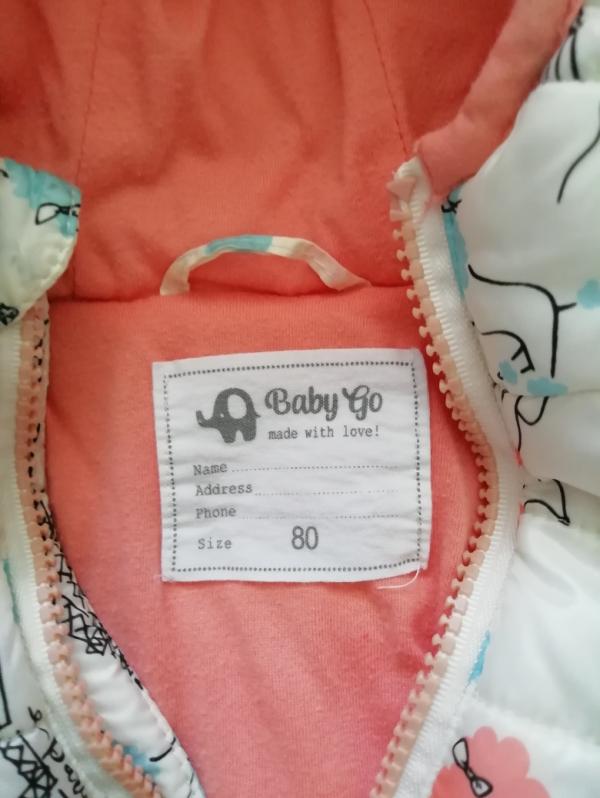 Baby Go
made with love!
Name
Address
Phone
Size 80